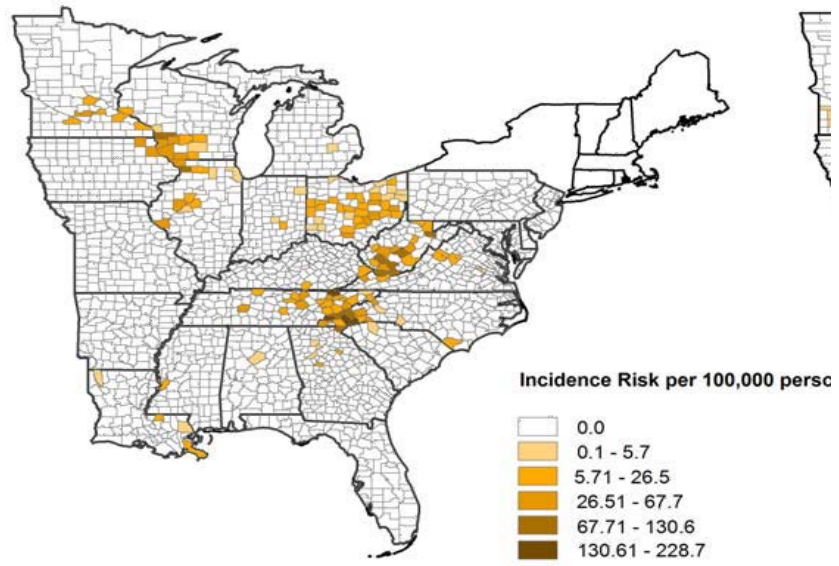 Incidence Risk per 100,000
0.0
0.1 - 5.7
5.71 - 26.5
26.51 - 67.7
67.71 - 130.6
130.61 - 228.7